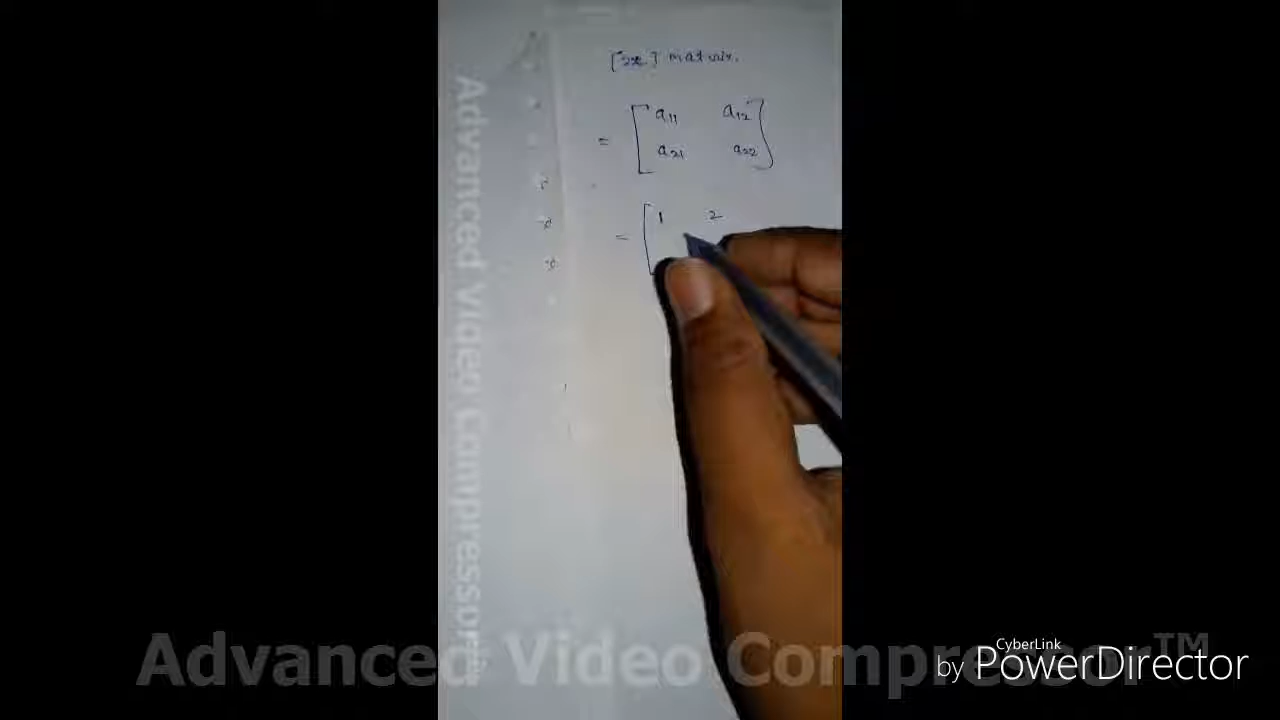 [2x2] matrix.
= [ a11 a12
a21 a22 ]
= [ 1 2
Advanced Video Compressor
Advanced Video Compressor™
CyberLink
by PowerDirector